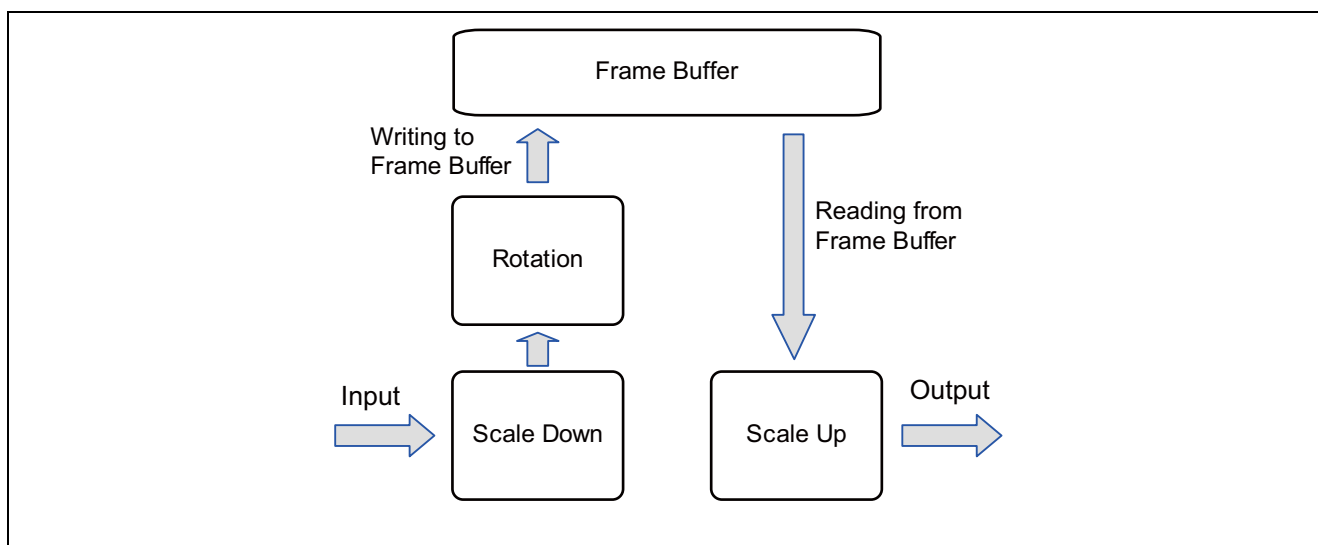 Frame Buffer
Writing to
Frame Buffer
Rotation
Reading from
Frame Buffer
Input
Scale Down
Scale Up
Output